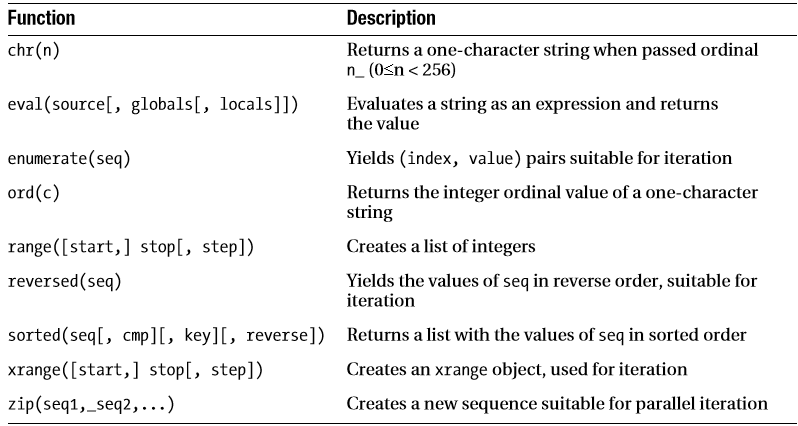 Function Description
chr(n) Returns a one-character string when passed ordinal
n_ (0≤n < 256)
eval(source[, globals[, locals]]) Evaluates a string as an expression and returns
the value
enumerate(seq) Yields (index, value) pairs suitable for iteration
ord(c) Returns the integer ordinal value of a one-character
string
range([start,] stop[, step]) Creates a list of integers
reversed(seq) Yields the values of seq in reverse order, suitable for
iteration
sorted(seq[, cmp][, key][, reverse]) Returns a list with the values of seq in sorted order
xrange([start,] stop[, step]) Creates an xrange object, used for iteration
zip(seq1,_seq2,...) Creates a new sequence suitable for parallel iteration